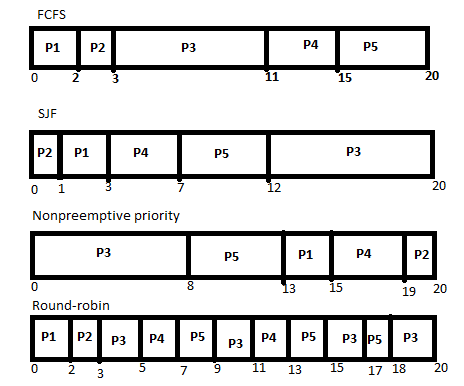 FCFS
P1 P2 P3 P4 P5
0 2 3 11 15 20
SJF
P2 P1 P4 P5 P3
0 1 3 7 12 20
Nonpreemptive priority
P3 P5 P1 P4 P2
0 8 13 15 19 20
Round-robin
P1 P2 P3 P4 P5 P3 P4 P5 P3 P5 P3
0 2 3 5 7 9 11 13 15 17 18 20